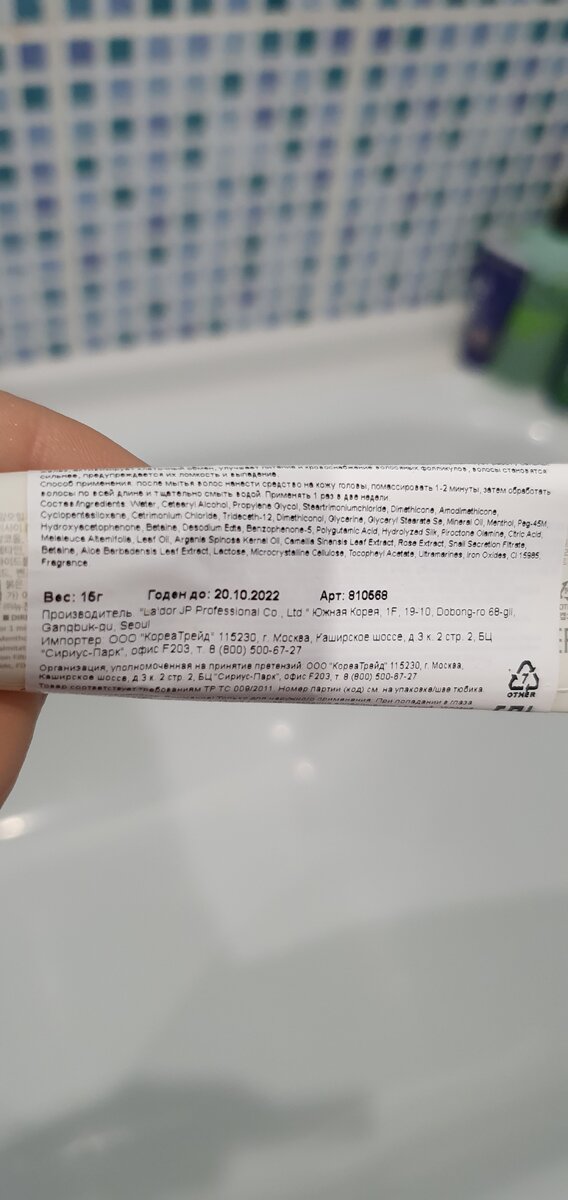 сильнее, предупреждается их ломкость и выпадение.
Способ применения: после мытья волос нанести средство на кожу головы, помассировать 1-2 минуты, затем обработать
волосы по всей длине и тщательно смыть водой. Применять 1 раз в две недели.
Состав/Ingredients: Water, Cetearyl Alcohol, Propylene Glycol, Steartrimoniumchloride, Dimethicone, Amodimethicone,
Cyclopentasiloxane, Cetrimonium Chloride, Trideceth-12, Dimethiconol, Glycerine, Glyceryl Stearate Se, Mineral Oil, Menthol, Peg-45M,
Hydroxyacetophenone, Betaine, Desodium Edta, Benzophenone-5, Polyglutamic Acid, Hydrolyzed Silk, Piroctone Olamine, Citric Acid,
Melaleuca Alternifolia, Leaf Oil, Argania Spinosa Kernel Oil, Camellia Sinensis Leaf Extract, Rose Extract, Snail Secretion Filtrate,
Betaine, Aloe Barbadensis Leaf Extract, Lactose, Microcrystalline Cellulose, Tocopheyl Acetate, Ultramarines, Iron Oxides, CI 15985,
Fragrance
Вес: 15г Годен до: 20.10.2022 Арт: 810568
Производитель: "La'dor JP Professional Co., Ltd." Южная Корея, 1F, 19-10, Dobong-ro 68-gil,
Gangbuk-gu, Seoul
Импортер: ООО "КореаТрейд" 115230, г. Москва, Каширское шоссе, д.3 к. 2 стр. 2, БЦ
"Сириус-Парк", офис F203, т. 8 (800) 500-67-27
Организация, уполномоченная на принятие претензий: ООО "КореаТрейд" 115230, г. Москва,
Каширское шоссе, д.3 к. 2 стр. 2, БЦ "Сириус-Парк", офис F203, т. 8 (800) 500-87-27
Товар соответствует требованиям ТР ТС 009/2011. Номер партии (код) см. на упаковке/шве тюбика.
7
OTHER